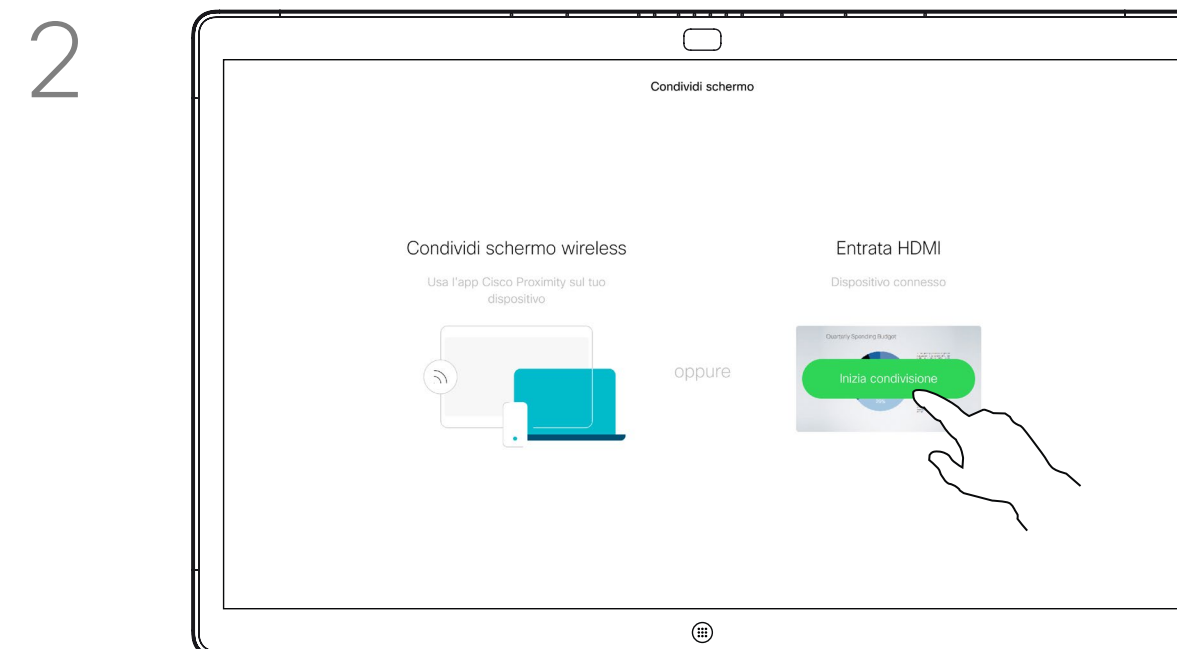 2
Condividi schermo
Condividi schermo wireless
Usa l'app Cisco Proximity sul tuo
dispositivo
oppure
Entrata HDMI
Dispositivo connesso
Quarterly Spending Budget
Inizia condivisione